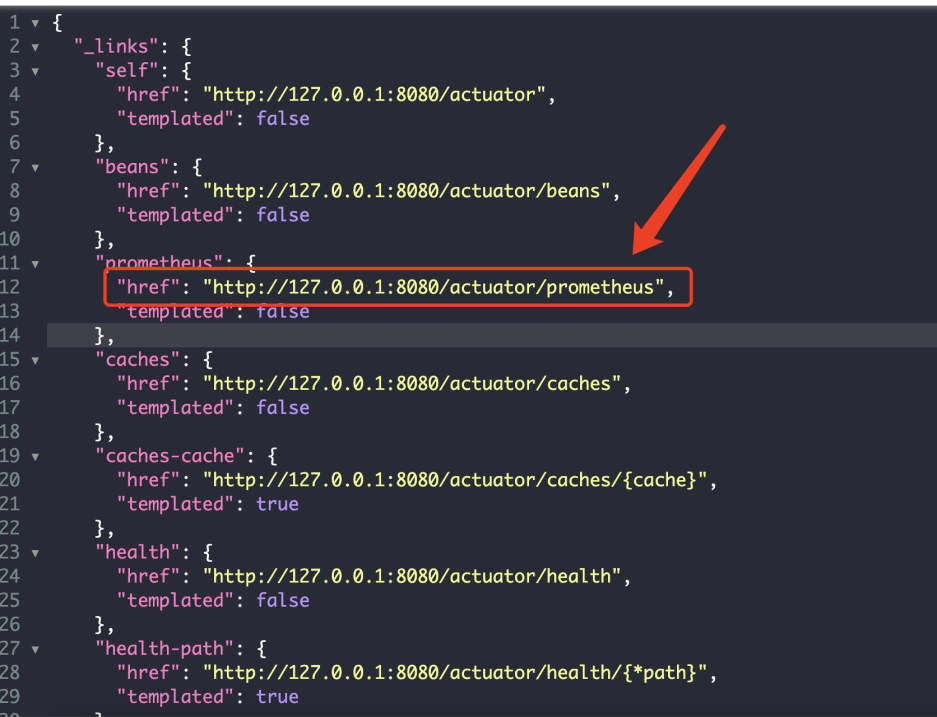 1 ▾ {
2 ▾ "_links": {
3 ▾ "self": {
4 "href": "http://127.0.0.1:8080/actuator",
5 "templated": false
6 },
7 ▾ "beans": {
8 "href": "http://127.0.0.1:8080/actuator/beans",
9 "templated": false
10 },
11 ▾ "prometheus": {
12 "href": "http://127.0.0.1:8080/actuator/prometheus",
13 "templated": false
14 },
15 ▾ "caches": {
16 "href": "http://127.0.0.1:8080/actuator/caches",
17 "templated": false
18 },
19 ▾ "caches-cache": {
20 "href": "http://127.0.0.1:8080/actuator/caches/{cache}",
21 "templated": true
22 },
23 ▾ "health": {
24 "href": "http://127.0.0.1:8080/actuator/health",
25 "templated": false
26 },
27 ▾ "health-path": {
28 "href": "http://127.0.0.1:8080/actuator/health/{*path}",
29 "templated": true